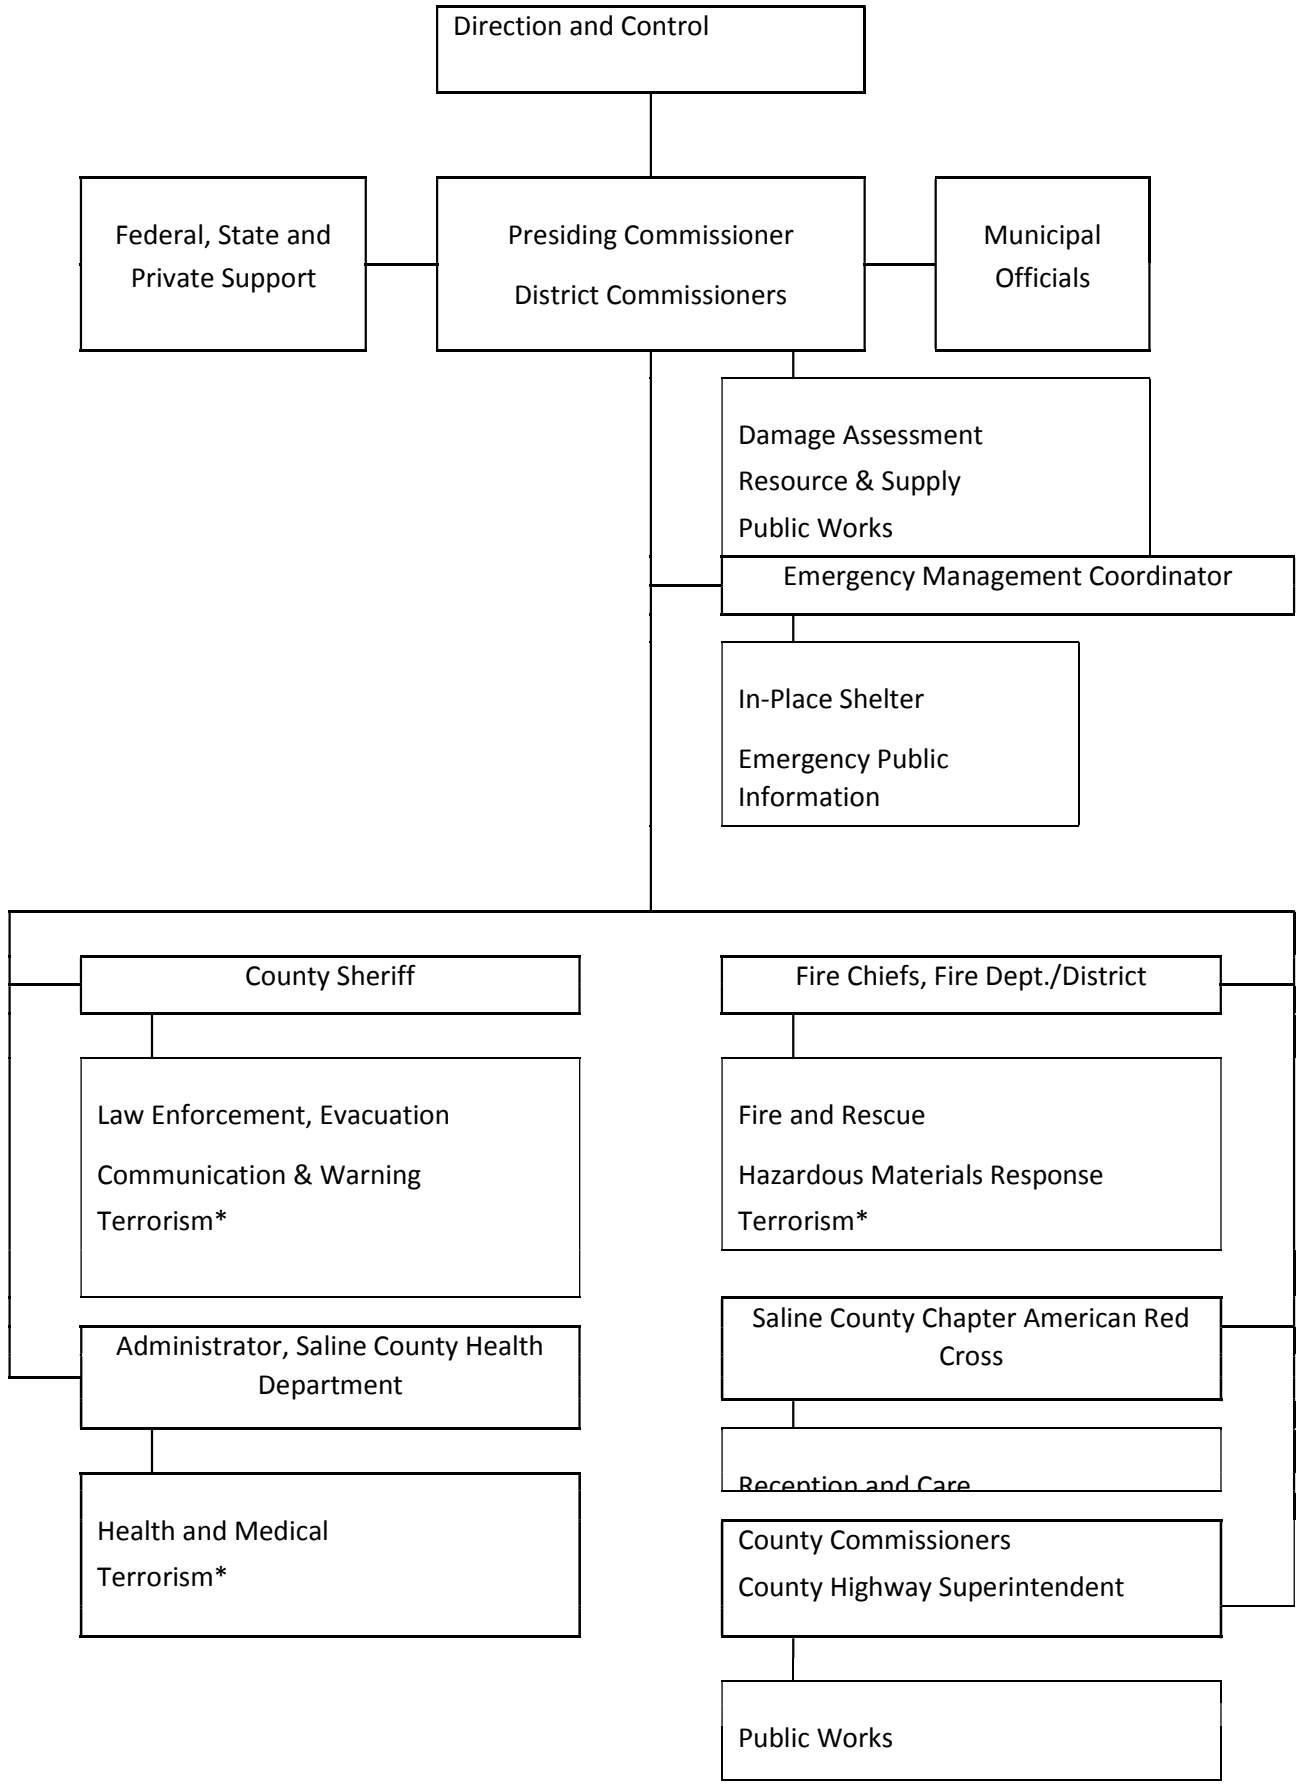 Direction and Control
Federal, State and
Private Support
Presiding Commissioner
District Commissioners
Municipal
Officials
Damage Assessment
Resource & Supply
Public Works
Emergency Management Coordinator
In-Place Shelter
Emergency Public
Information
County Sheriff
Law Enforcement, Evacuation
Communication & Warning
Terrorism*
Administrator, Saline County Health
Department
Health and Medical
Terrorism*
Fire Chiefs, Fire Dept./District
Fire and Rescue
Hazardous Materials Response
Terrorism*
Saline County Chapter American Red
Cross
Reception and Care
County Commissioners
County Highway Superintendent
Public Works